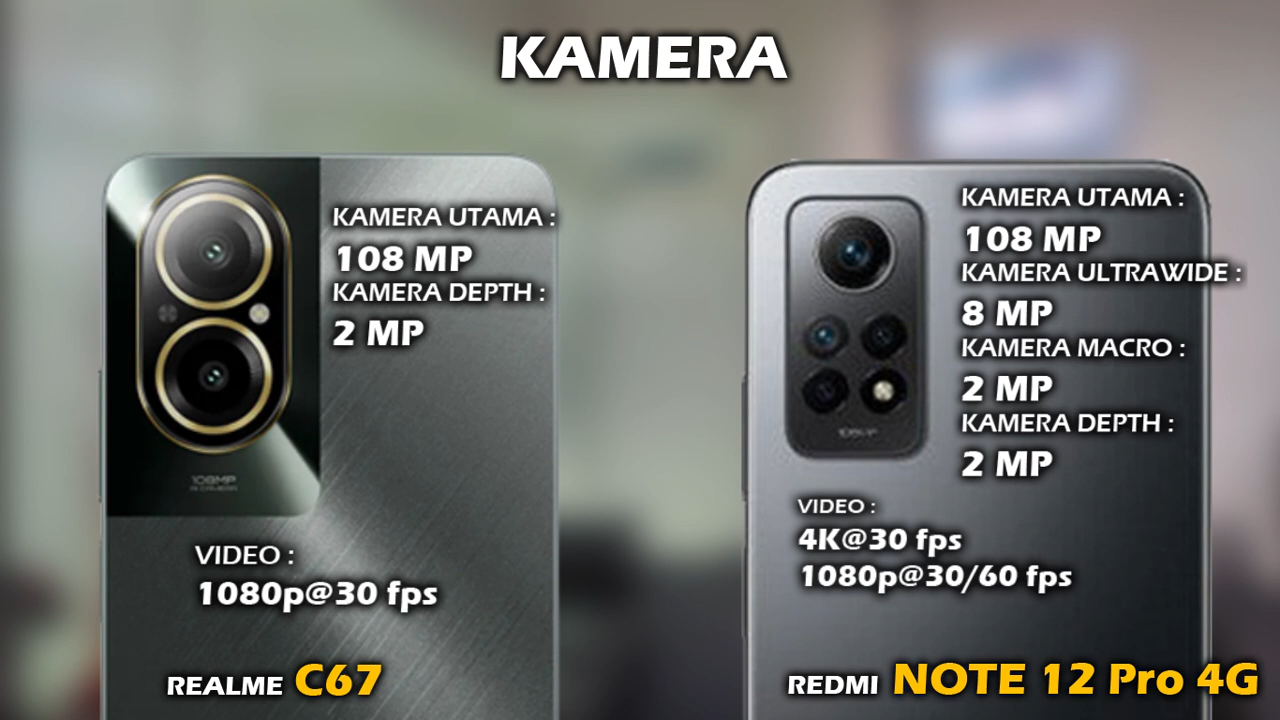 KAMERA
KAMERA UTAMA :
108 MP
KAMERA DEPTH :
2 MP
108MP
VIDEO :
1080p@30 fps
REALME C67
KAMERA UTAMA :
108 MP
KAMERA ULTRAWIDE :
8 MP
KAMERA MACRO :
2 MP
KAMERA DEPTH :
2 MP
108MP
VIDEO :
4K@30 fps
1080p@30/60 fps
REDMI NOTE 12 Pro 4G